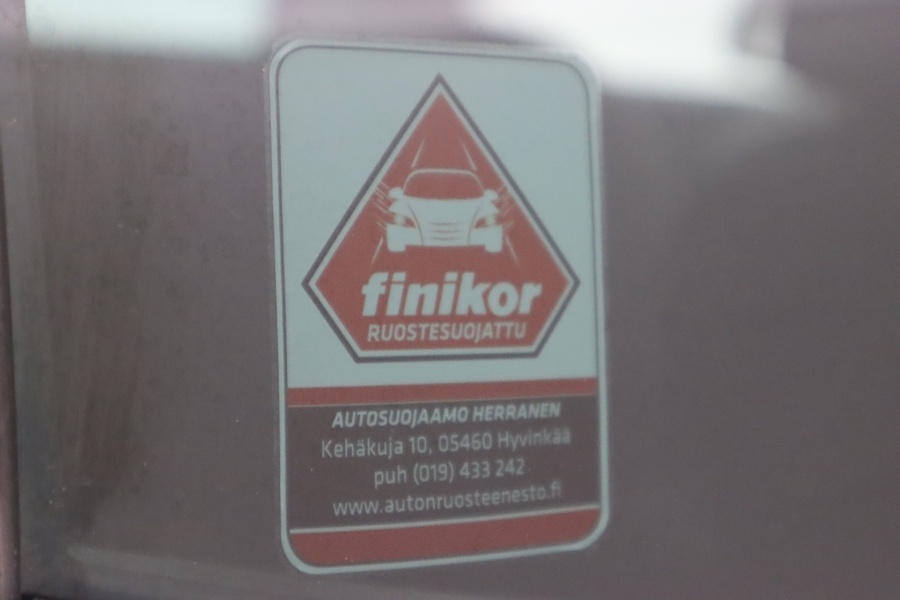 finikor
RUOSTESUOJATTU
AUTOSUOJAAMO HERRANEN
Kehäkuja 10, 05460 Hyvinkää
puh (019) 433 242
www.autonruosteenesto.fi